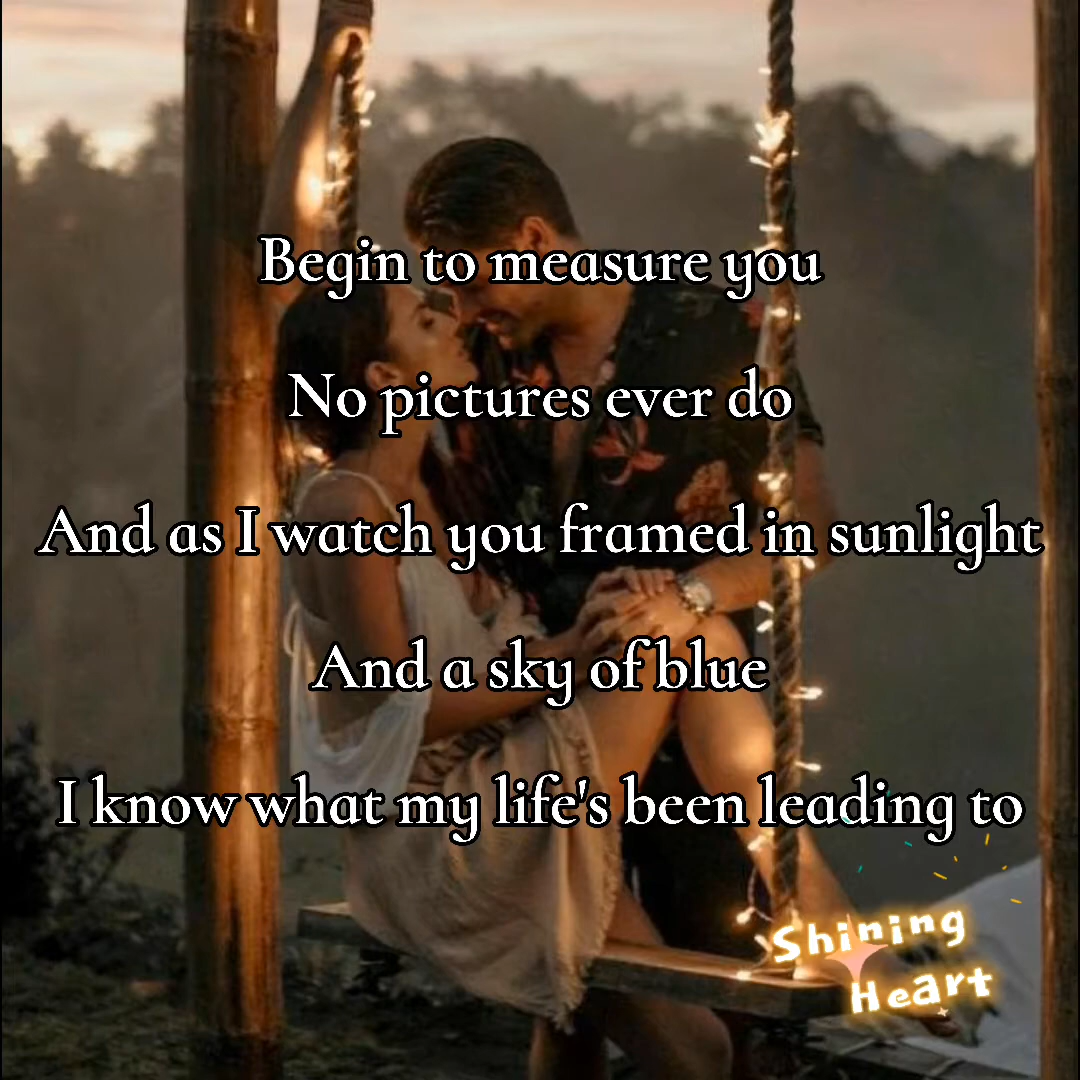 Begin to measure you
No pictures ever do
And as I watch you framed in sunlight
And a sky of blue
I know what my life's been leading to
Shining
Heart